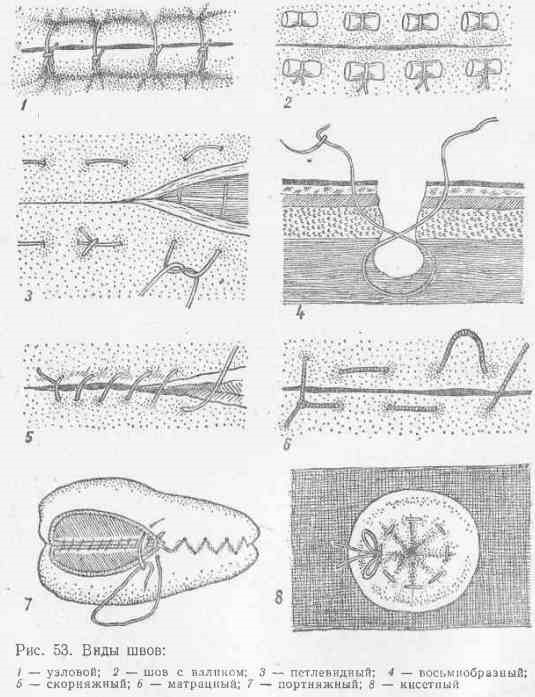 1
2
3
4
5
6
7
8
Рис. 53. Виды швов:
1 — узловой; 2 — шов с валином; 3 — петлевидный; 4 — восьмиобразный;
5 — скорняжный; 6 — матрацный; 7 — портняжный; 8 — кисетный